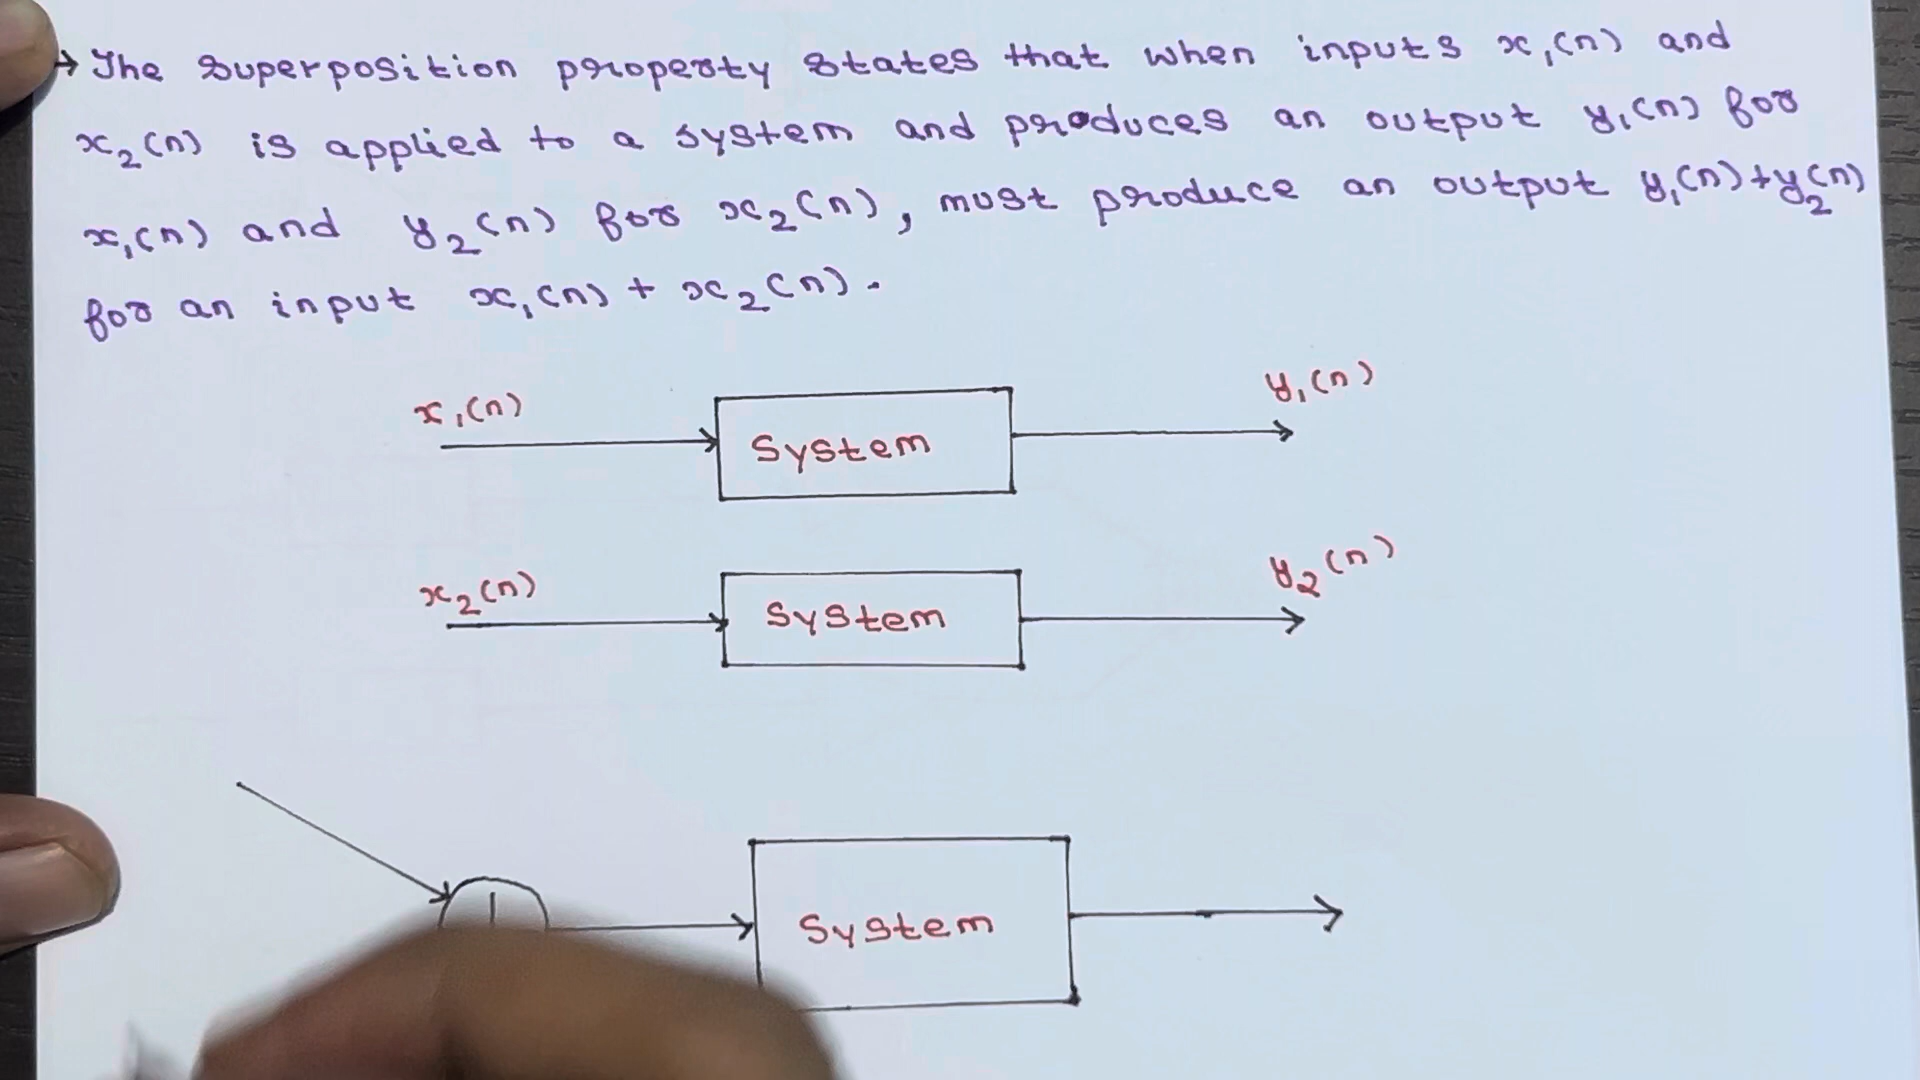 → The superposition property states that when inputs x₁(n) and
x₂(n) is applied to a system and produces an output y₁(n) for
x₁(n) and y₂(n) for x₂(n), must produce an output y₁(n)+y₂(n)
for an input x₁(n) + x₂(n).
x₁(n) System y₁(n)
x₂(n) System y₂(n)
System